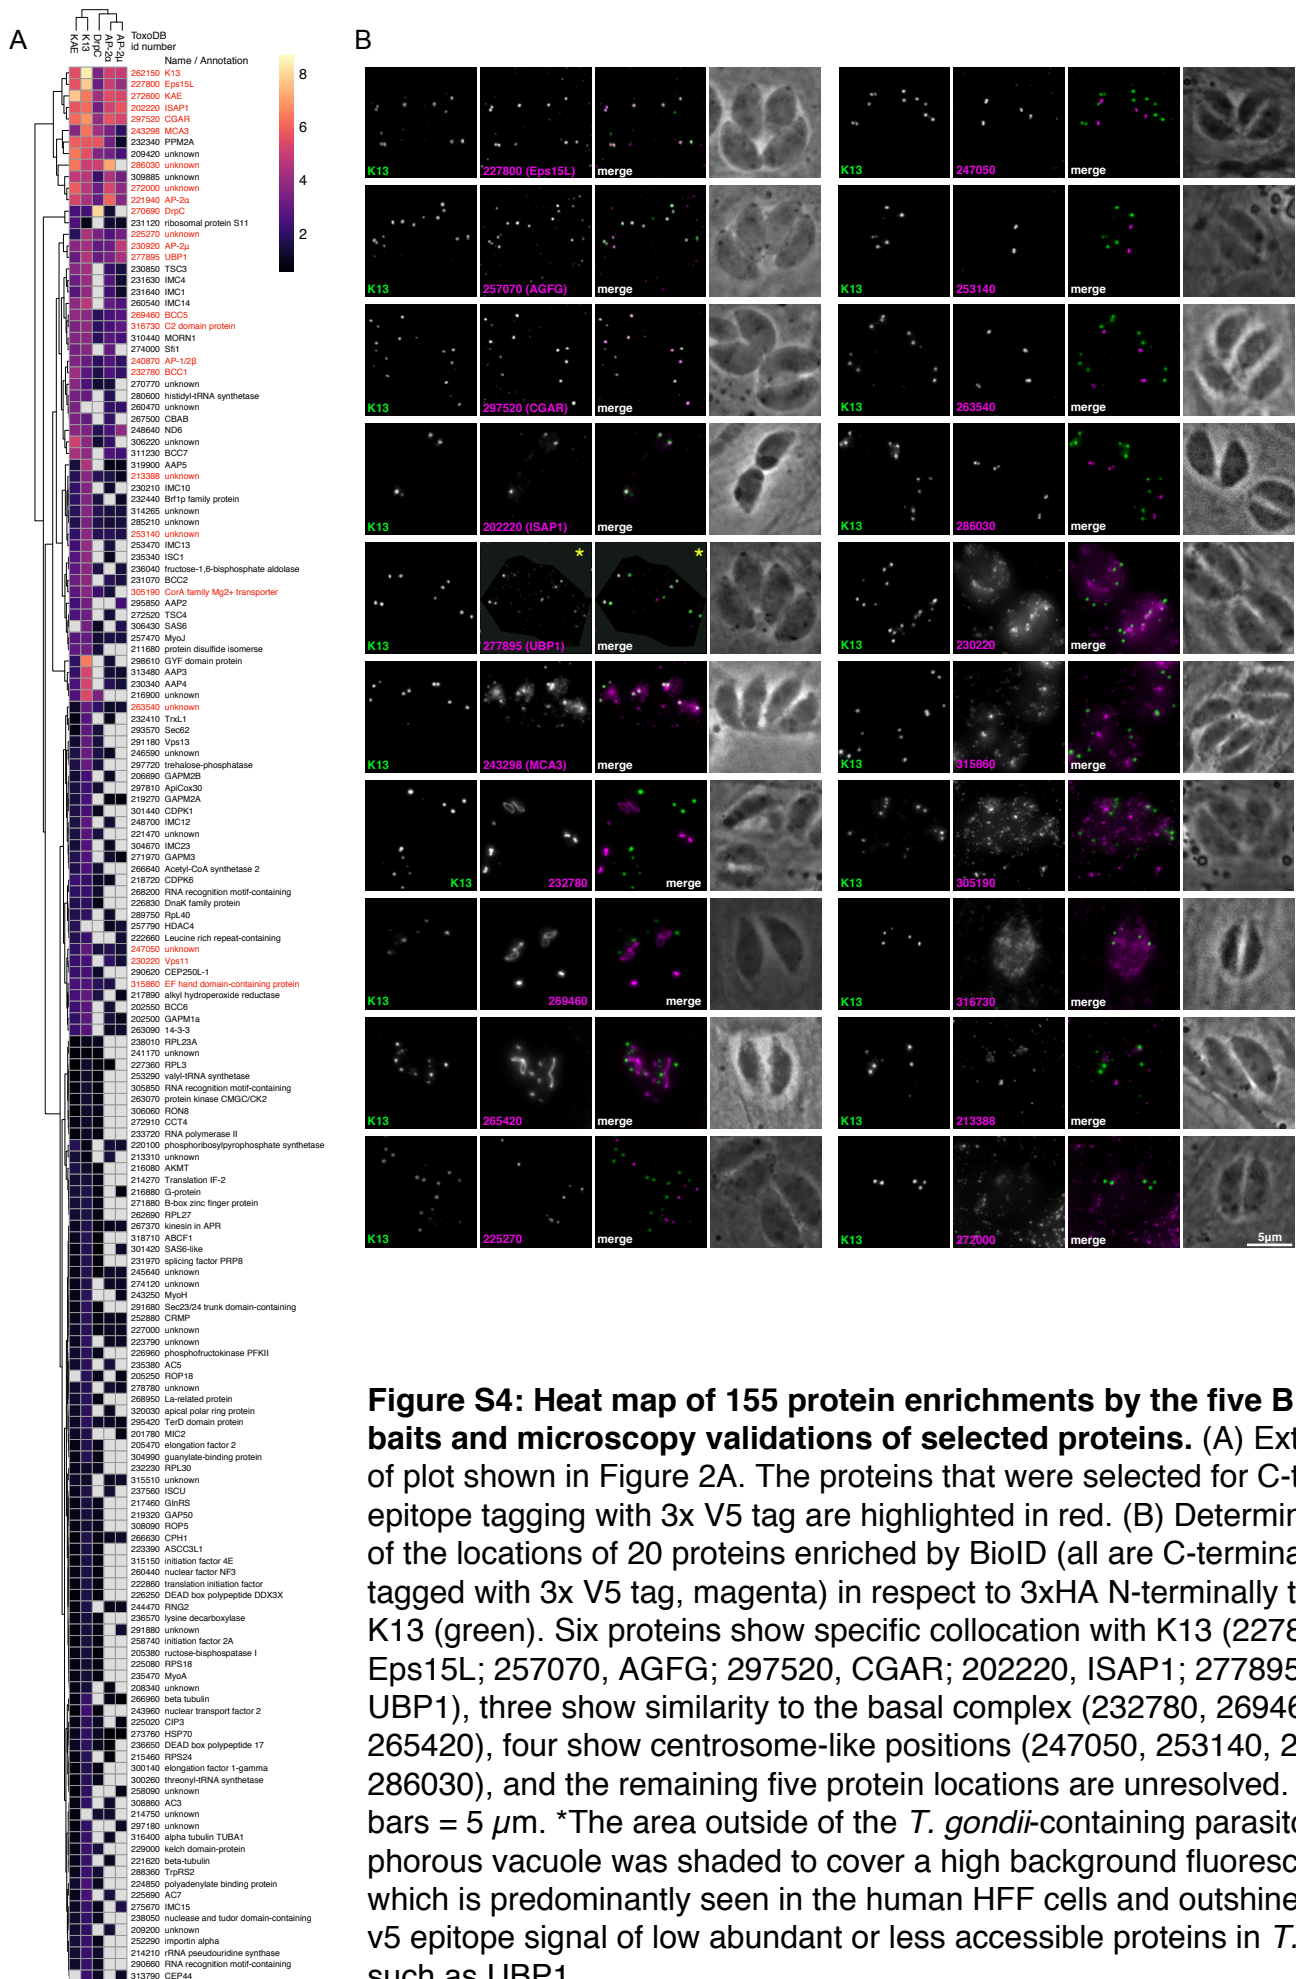 A
KAE
K13
DrpC
AP-2α
AP-2μ
ToxoDB
id number
Name / Annotation
8
6
4
2
262150 K13
227800 Eps15L
272600 KAE
202220 ISAP1
297520 CGAR
243298 MCA3
232340 PPM2A
209420 unknown
286030 unknown
309885 unknown
272000 unknown
221940 AP-2α
270690 DrpC
231120 ribosomal protein S11
225270 unknown
230920 AP-2μ
277895 UBP1
230850 TSC3
231630 IMC4
231640 IMC1
260540 IMC14
269460 BCC5
316730 C2 domain protein
310440 MORN1
274000 Sfi1
240870 AP-1/2β
232780 BCC1
270770 unknown
280600 histidyl-tRNA synthetase
260470 unknown
267500 CBAB
248640 ND6
306220 unknown
311230 BCC7
319900 AAP5
213388 unknown
230210 IMC10
232440 Brf1p family protein
314265 unknown
285210 unknown
253140 unknown
253470 IMC13
235340 ISC1
236040 fructose-1,6-bisphosphate aldolase
231070 BCC2
305190 CorA family Mg2+ transporter
295850 AAP2
272520 TSC4
306430 SAS6
257470 MyoJ
211680 protein disulfide isomerse
298610 GYF domain protein
313480 AAP3
230340 AAP4
216900 unknown
263540 unknown
232410 TrxL1
293570 Sec62
291180 Vps13
246590 unknown
297720 trehalose-phosphatase
206690 GAPM2B
297810 ApiCox30
219270 GAPM2A
301440 CDPK1
248700 IMC12
221470 unknown
304670 IMC23
271970 GAPM3
266640 Acetyl-CoA synthetase 2
218720 CDPK6
268200 RNA recognition motif-containing
226830 DnaK family protein
289750 RpL40
257790 HDAC4
222660 Leucine rich repeat-containing
247050 unknown
230220 Vps11
290620 CEP250L-1
315860 EF hand domain-containing protein
217890 alkyl hydroperoxide reductase
202550 BCC6
202500 GAPM1a
263090 14-3-3
238010 RPL23A
241170 unknown
227360 RPL3
253290 valyl-tRNA synthetase
305850 RNA recognition motif-containing
263070 protein kinase CMGC/CK2
306060 RON8
272910 CCT4
233720 RNA polymerase II
220100 phosphoribosylpyrophosphate synthetase
213310 unknown
216080 AKMT
214270 Translation IF-2
216880 G-protein
271880 B-box zinc finger protein
262690 RPL27
267370 kinesin in APR
318710 ABCF1
301420 SAS6-like
231970 splicing factor PRP8
245640 unknown
274120 unknown
243250 MyoH
291680 Sec23/24 trunk domain-containing
252880 CRMP
227000 unknown
223790 unknown
226960 phosphofructokinase PFKII
235380 AC5
205250 ROP18
278780 unknown
268950 La-related protein
320030 apical polar ring protein
295420 TerD domain protein
201780 MIC2
205470 elongation factor 2
304990 guanylate-binding protein
232230 RPL30
315510 unknown
237560 ISCU
217460 GlnRS
219320 GAP50
308090 ROP5
266630 CPH1
223390 ASCC3L1
315150 initiation factor 4E
260440 nuclear factor NF3
222860 translation initiation factor
226250 DEAD box polypeptide DDX3X
244470 RNG2
236570 lysine decarboxylase
291880 unknown
258740 initiation factor 2A
205380 ructose-bisphospatase I
225080 RPS18
235470 MyoA
208340 unknown
266960 beta tubulin
243960 nuclear transport factor 2
225020 CIP3
273760 HSP70
236650 DEAD box polypeptide 17
215460 RPS24
300140 elongation factor 1-gamma
300260 threonyl-tRNA synthetase
258090 unknown
308860 AC3
214750 unknown
297180 unknown
316400 alpha tubulin TUBA1
229000 kelch domain-protein
221620 beta-tubulin
288360 TrpRS2
224850 polyadenylate binding protein
225690 AC7
275670 IMC15
238050 nuclease and tudor domain-containing
209200 unknown
252290 importin alpha
214210 rRNA pseudouridine synthase
290660 RNA recognition motif-containing
313790 CEP44
B
K13 227800 (Eps15L) merge
K13 247050 merge
K13 257070 (AGFG) merge
K13 253140 merge
K13 297520 (CGAR) merge
K13 263540 merge
K13 202220 (ISAP1) merge
K13 286030 merge
* *
K13 277895 (UBP1) merge
K13 230220 merge
K13 243298 (MCA3) merge
K13 315860 merge
K13 232780 merge
K13 305190 merge
K13 269460 merge
K13 316730 merge
K13 265420 merge
K13 213388 merge
K13 225270 merge
K13 272000 merge 5μm
Figure S4: Heat map of 155 protein enrichments by the five B
baits and microscopy validations of selected proteins. (A) Ext
of plot shown in Figure 2A. The proteins that were selected for C-t
epitope tagging with 3x V5 tag are highlighted in red. (B) Determin
of the locations of 20 proteins enriched by BioID (all are C-termina
tagged with 3x V5 tag, magenta) in respect to 3xHA N-terminally t
K13 (green). Six proteins show specific collocation with K13 (2278
Eps15L; 257070, AGFG; 297520, CGAR; 202220, ISAP1; 277895
UBP1), three show similarity to the basal complex (232780, 26946
265420), four show centrosome-like positions (247050, 253140, 2
286030), and the remaining five protein locations are unresolved.
bars = 5 μm. *The area outside of the T. gondii-containing parasito
phorous vacuole was shaded to cover a high background fluoresc
which is predominantly seen in the human HFF cells and outshine
v5 epitope signal of low abundant or less accessible proteins in T.
such as UBP1